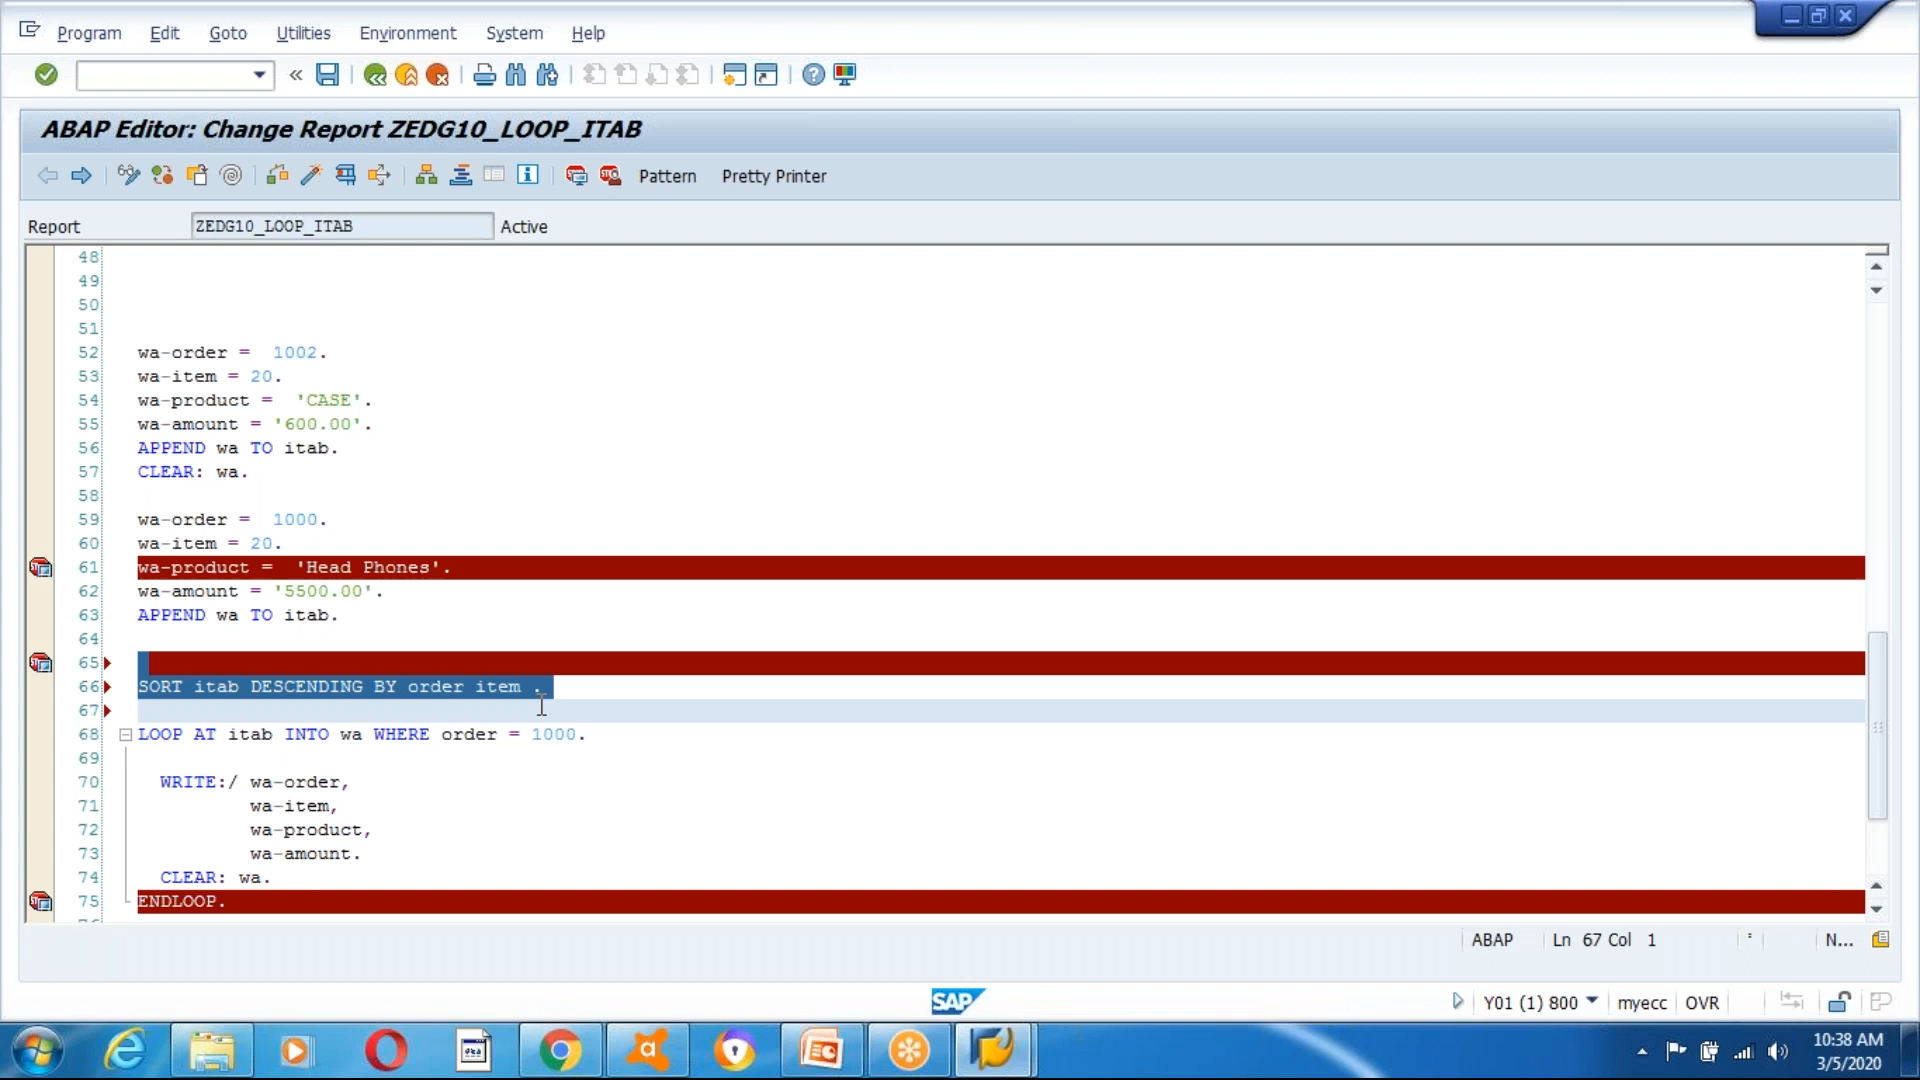 Program Edit Goto Utilities Environment System Help
ABAP Editor: Change Report ZEDG10_LOOP_ITAB
Pattern Pretty Printer
Report ZEDG10_LOOP_ITAB Active
48
49
50
51
52 wa-order =  1002.
53 wa-item = 20.
54 wa-product =  'CASE'.
55 wa-amount = '600.00'.
56 APPEND wa TO itab.
57 CLEAR: wa.
58
59 wa-order =  1000.
60 wa-item = 20.
61 wa-product =  'Head Phones'.
62 wa-amount = '5500.00'.
63 APPEND wa TO itab.
64
65
66 SORT itab DESCENDING BY order item .
67
68 LOOP AT itab INTO wa WHERE order = 1000.
69
70 WRITE:/ wa-order,
71 wa-item,
72 wa-product,
73 wa-amount.
74 CLEAR: wa.
75 ENDLOOP.
ABAP Ln 67 Col 1 N...
SAP
Y01 (1) 800 myecc OVR
10:38 AM
3/5/2020